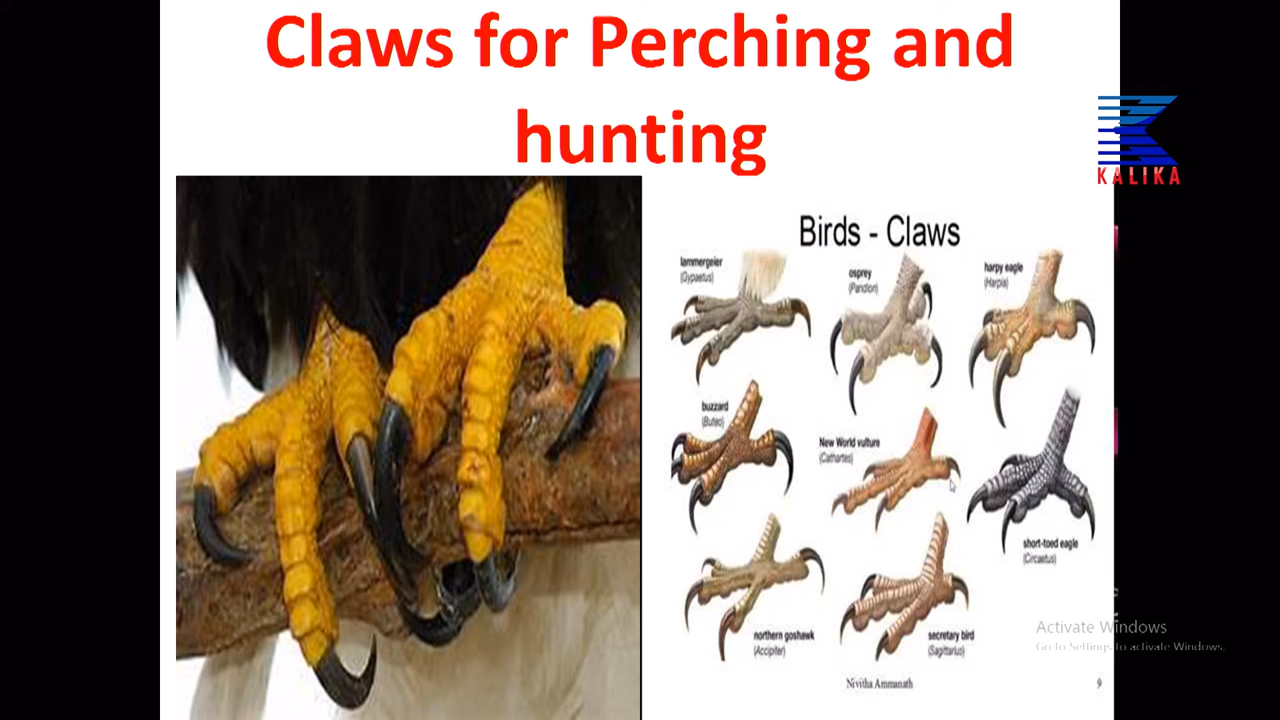 Claws for Perching and
hunting
KALIKA
Birds - Claws
lammergeier
(Gypaetus)
osprey
(Pandion)
harpy eagle
(Harpia)
buzzard
(Buteo)
New World vulture
(Cathartes)
short-toed eagle
(Circaetus)
northern goshawk
(Accipiter)
secretary bird
(Sagittarius)
Nivitha Ammanath
9
Activate Windows
Go to Settings to activate Windows.